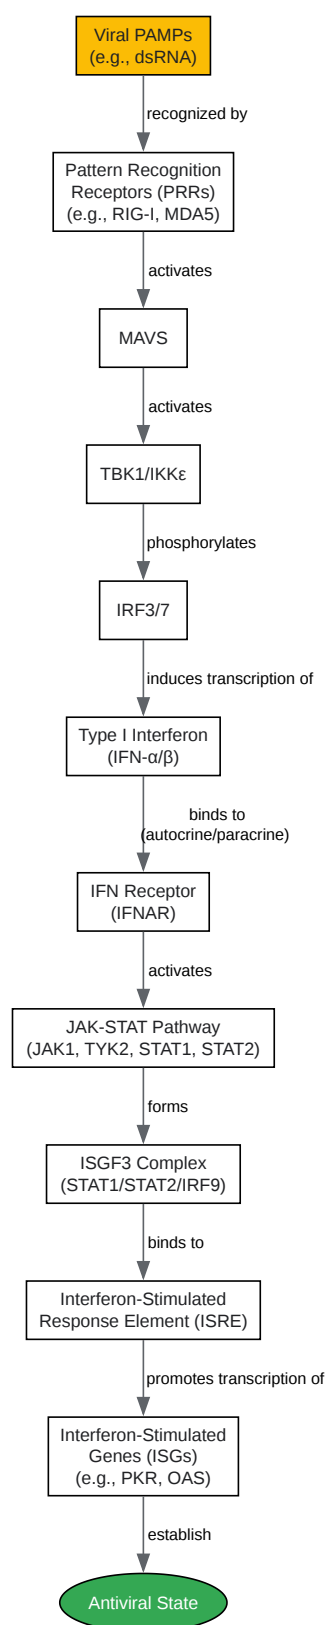 Viral PAMPs
(e.g., dsRNA)
recognized by
Pattern Recognition
Receptors (PRRs)
(e.g., RIG-I, MDA5)
activates
MAVS
activates
TBK1/IKKε
phosphorylates
IRF3/7
induces transcription of
Type I Interferon
(IFN-α/β)
binds to
(autocrine/paracrine)
IFN Receptor
(IFNAR)
activates
JAK-STAT Pathway
(JAK1, TYK2, STAT1, STAT2)
forms
ISGF3 Complex
(STAT1/STAT2/IRF9)
binds to
Interferon-Stimulated
Response Element (ISRE)
promotes transcription of
Interferon-Stimulated
Genes (ISGs)
(e.g., PKR, OAS)
establish
Antiviral State